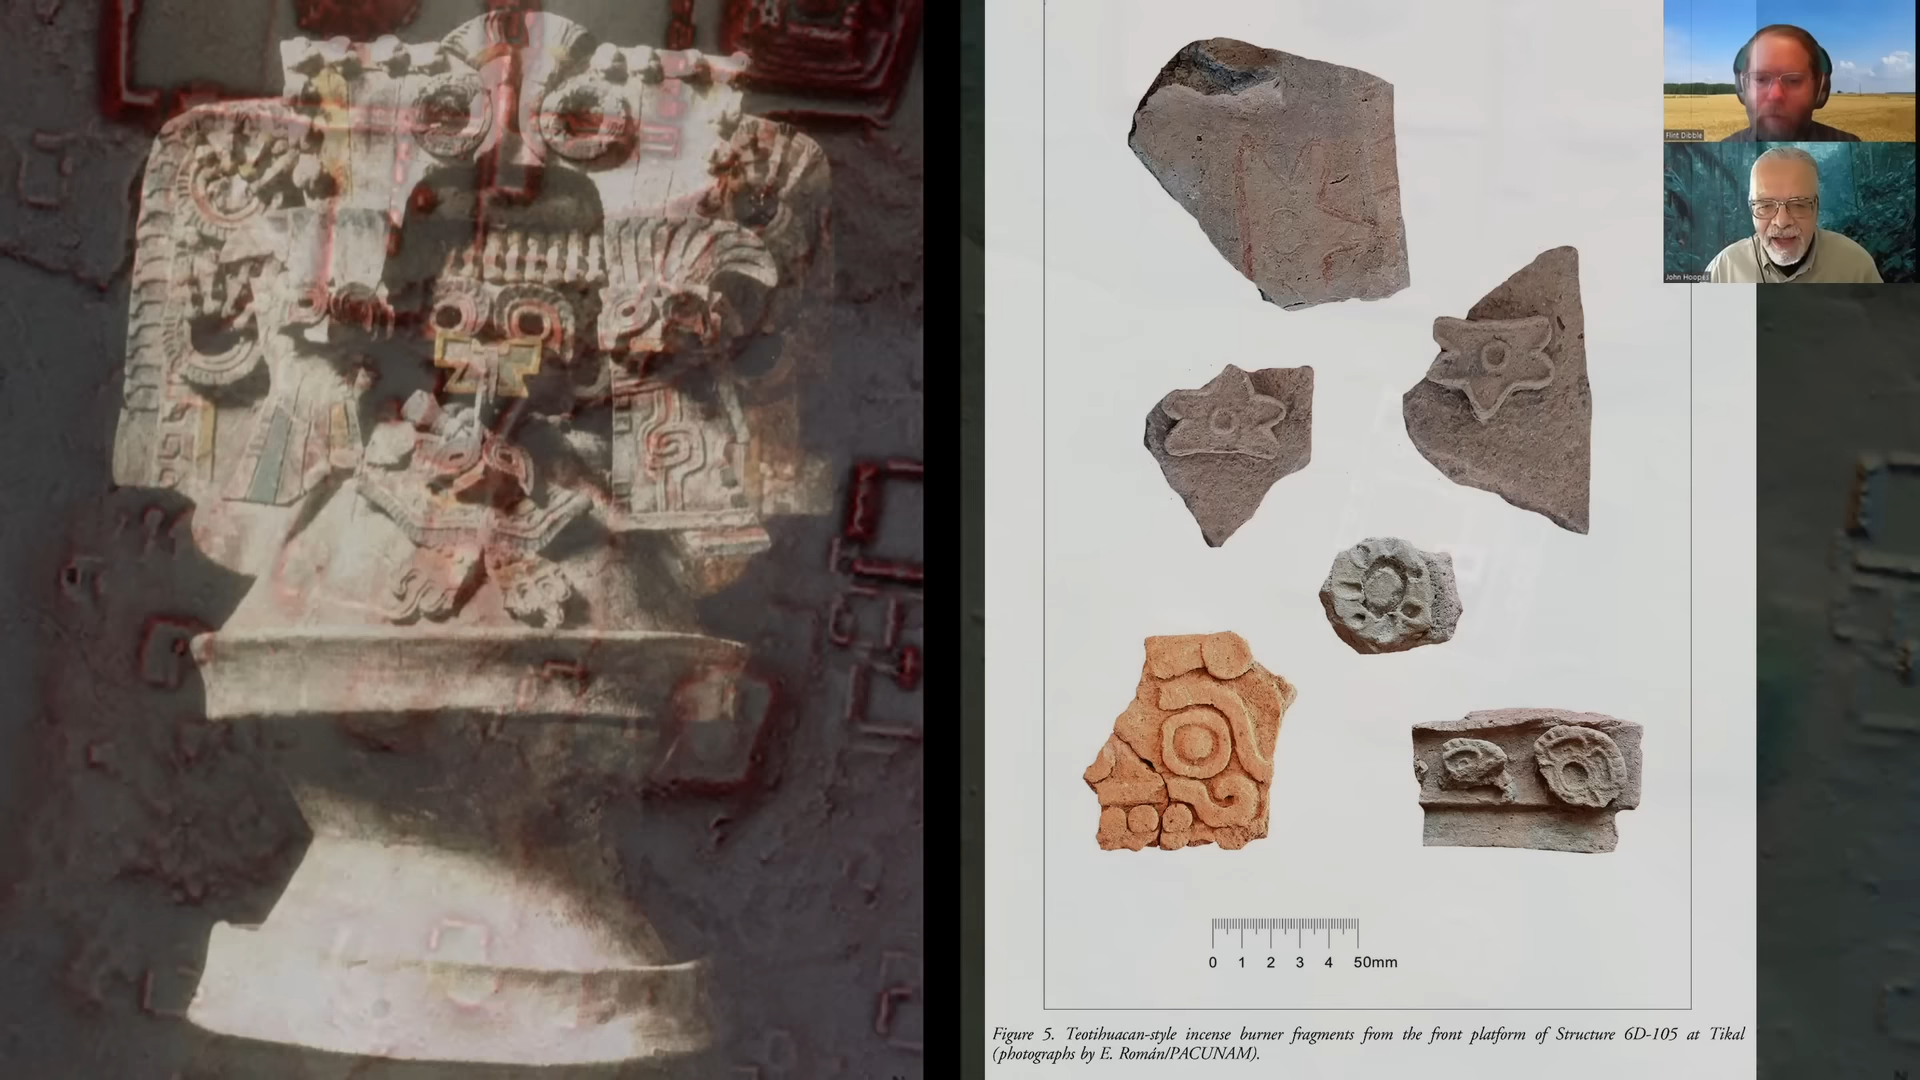 Flint Dibble
John Hoopes
0 1 2 3 4 50mm
Figure 5. Teotihuacan-style incense burner fragments from the front platform of Structure 6D-105 at Tikal
(photographs by E. Román/PACUNAM).